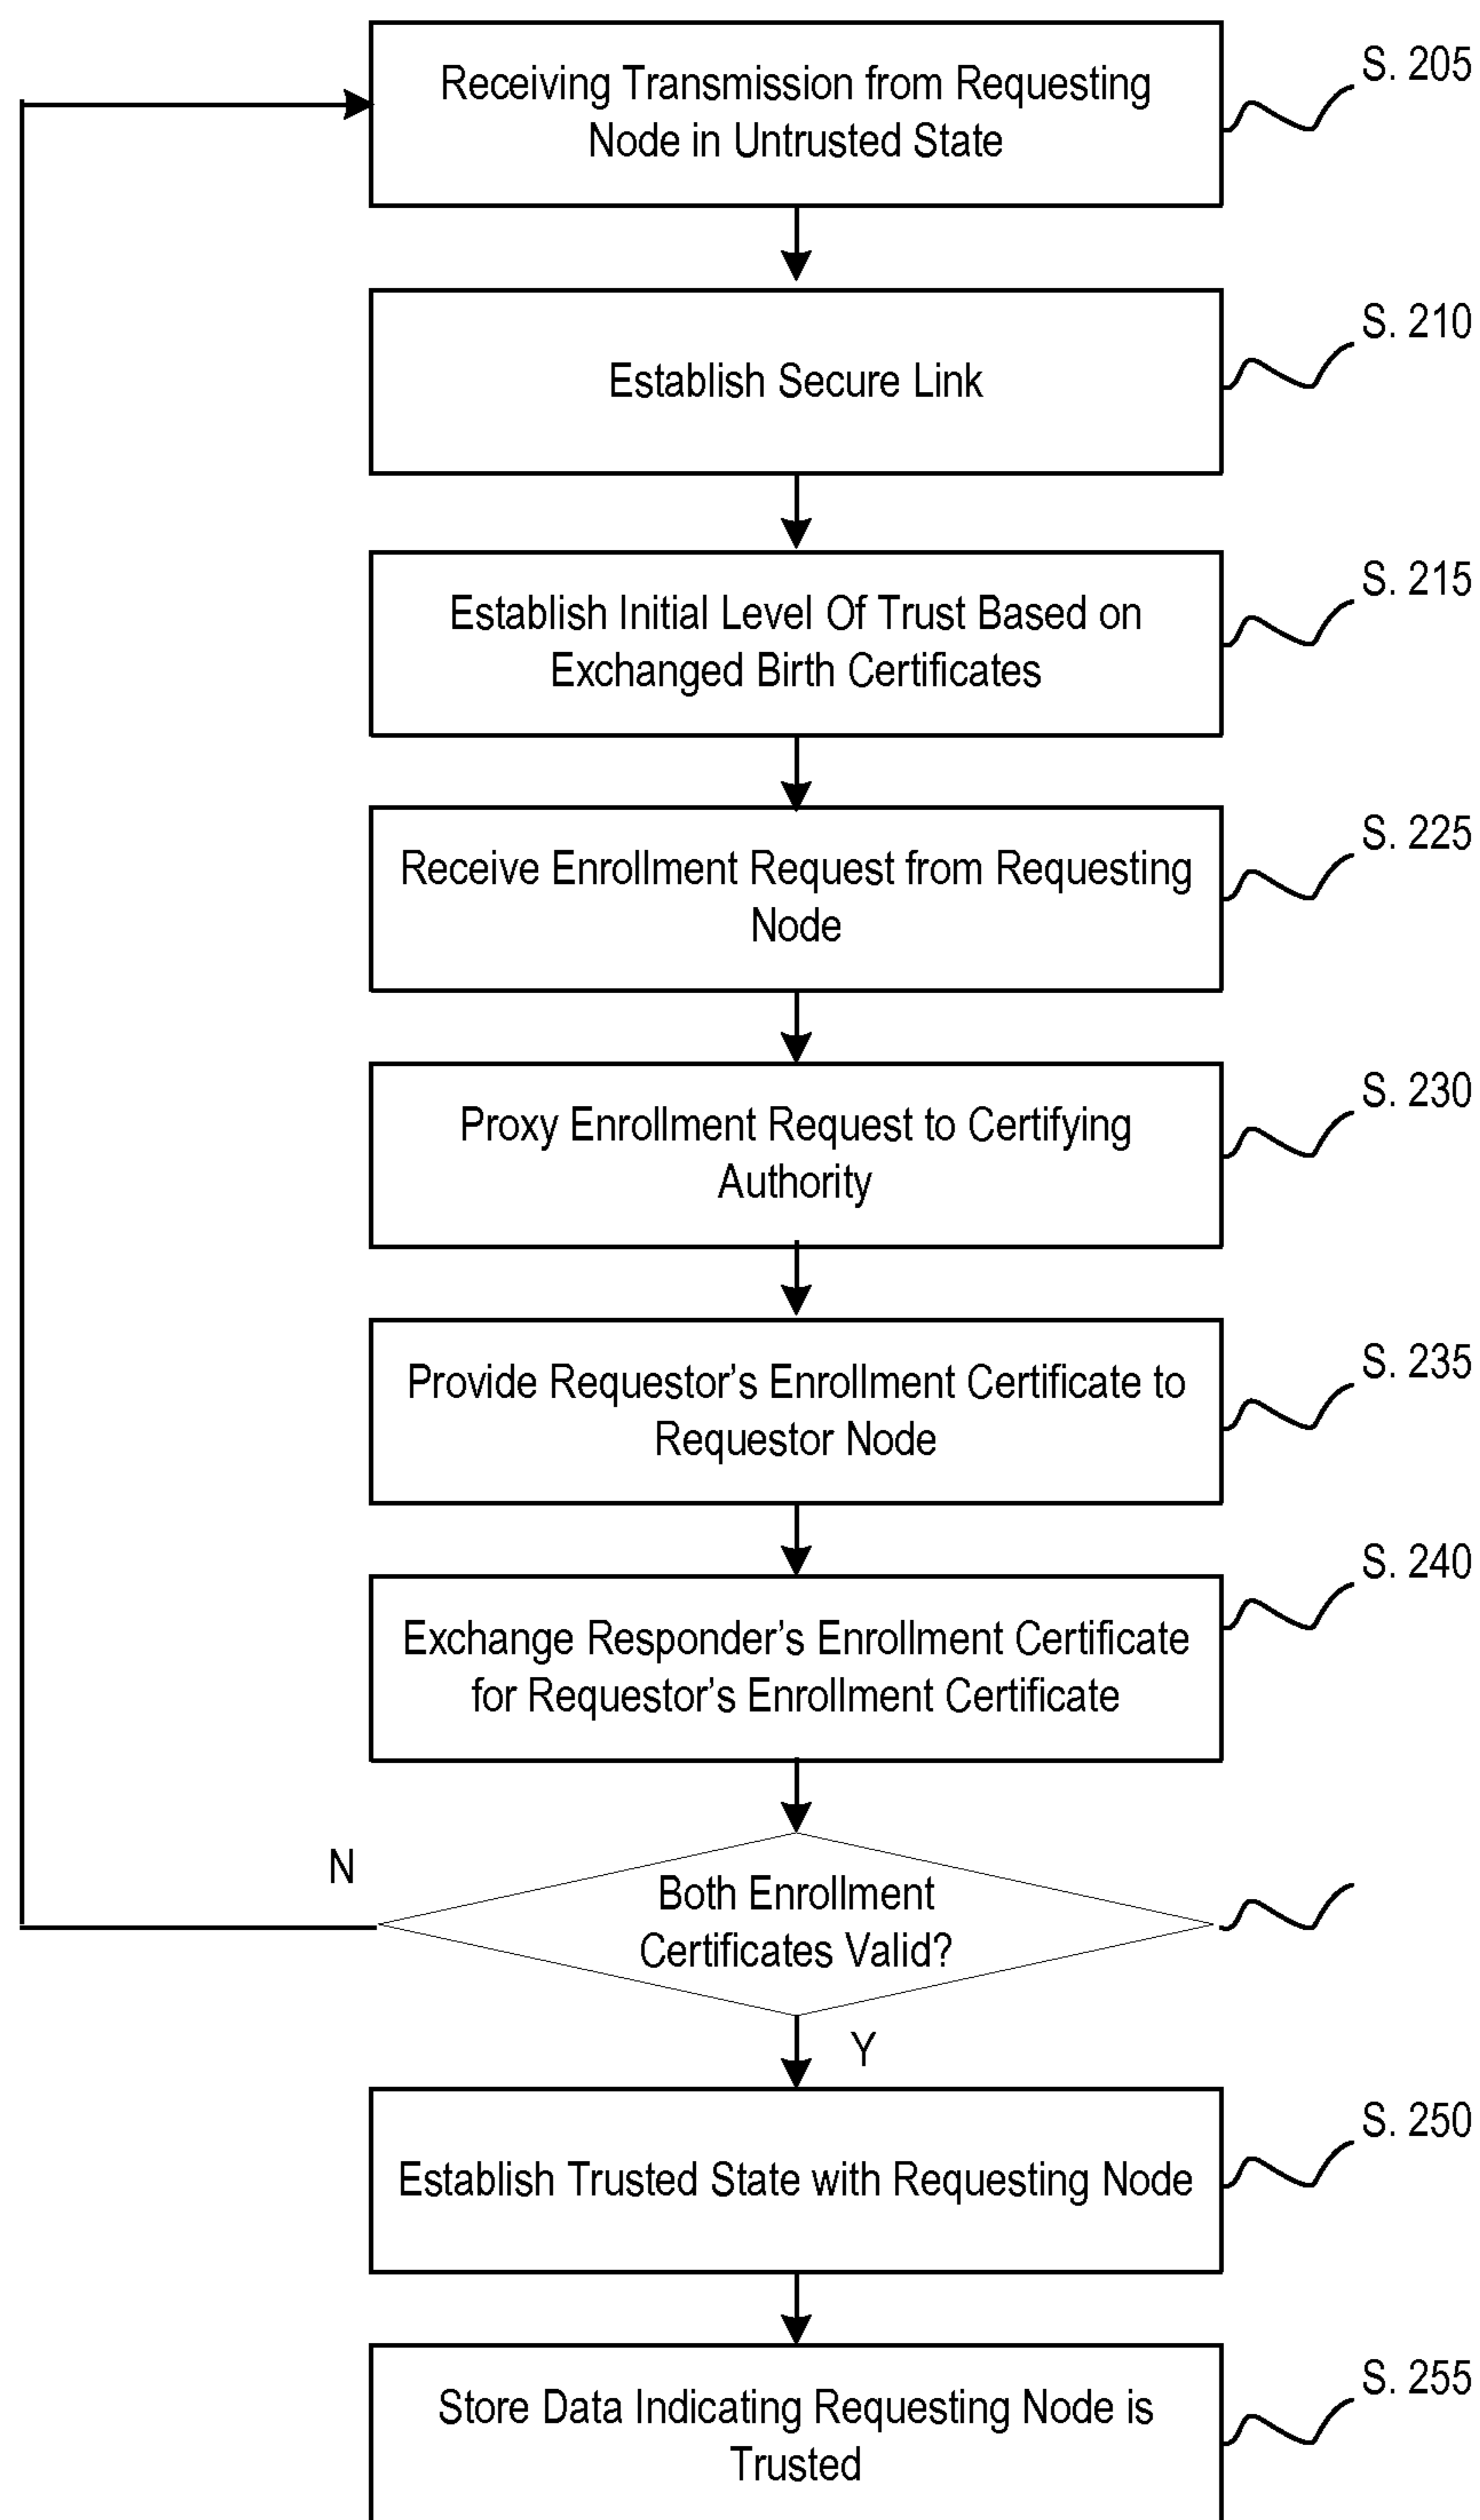 Receiving Transmission from Requesting
Node in Untrusted State
S. 205
Establish Secure Link
S. 210
Establish Initial Level Of Trust Based on
Exchanged Birth Certificates
S. 215
Receive Enrollment Request from Requesting
Node
S. 225
Proxy Enrollment Request to Certifying
Authority
S. 230
Provide Requestor's Enrollment Certificate to
Requestor Node
S. 235
Exchange Responder's Enrollment Certificate
for Requestor's Enrollment Certificate
S. 240
N
Both Enrollment
Certificates Valid?
Y
Establish Trusted State with Requesting Node
S. 250
Store Data Indicating Requesting Node is
Trusted
S. 255